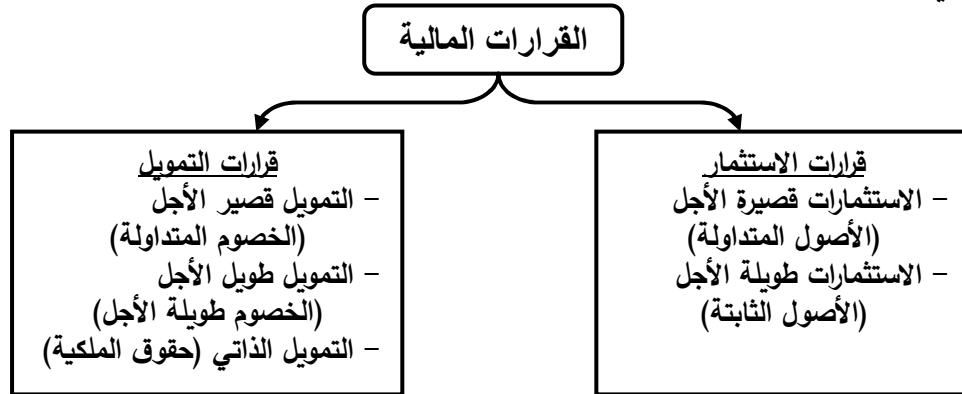 القرارات المالية
قرارات الاستثمار
- الاستثمارات قصيرة الأجل
(الأصول المتداولة)
- الاستثمارات طويلة الأجل
(الأصول الثابتة)
قرارات التمويل
- التمويل قصير الأجل
(الخصوم المتداولة)
- التمويل طويل الأجل
(الخصوم طويلة الأجل)
- التمويل الذاتي (حقوق الملكية)